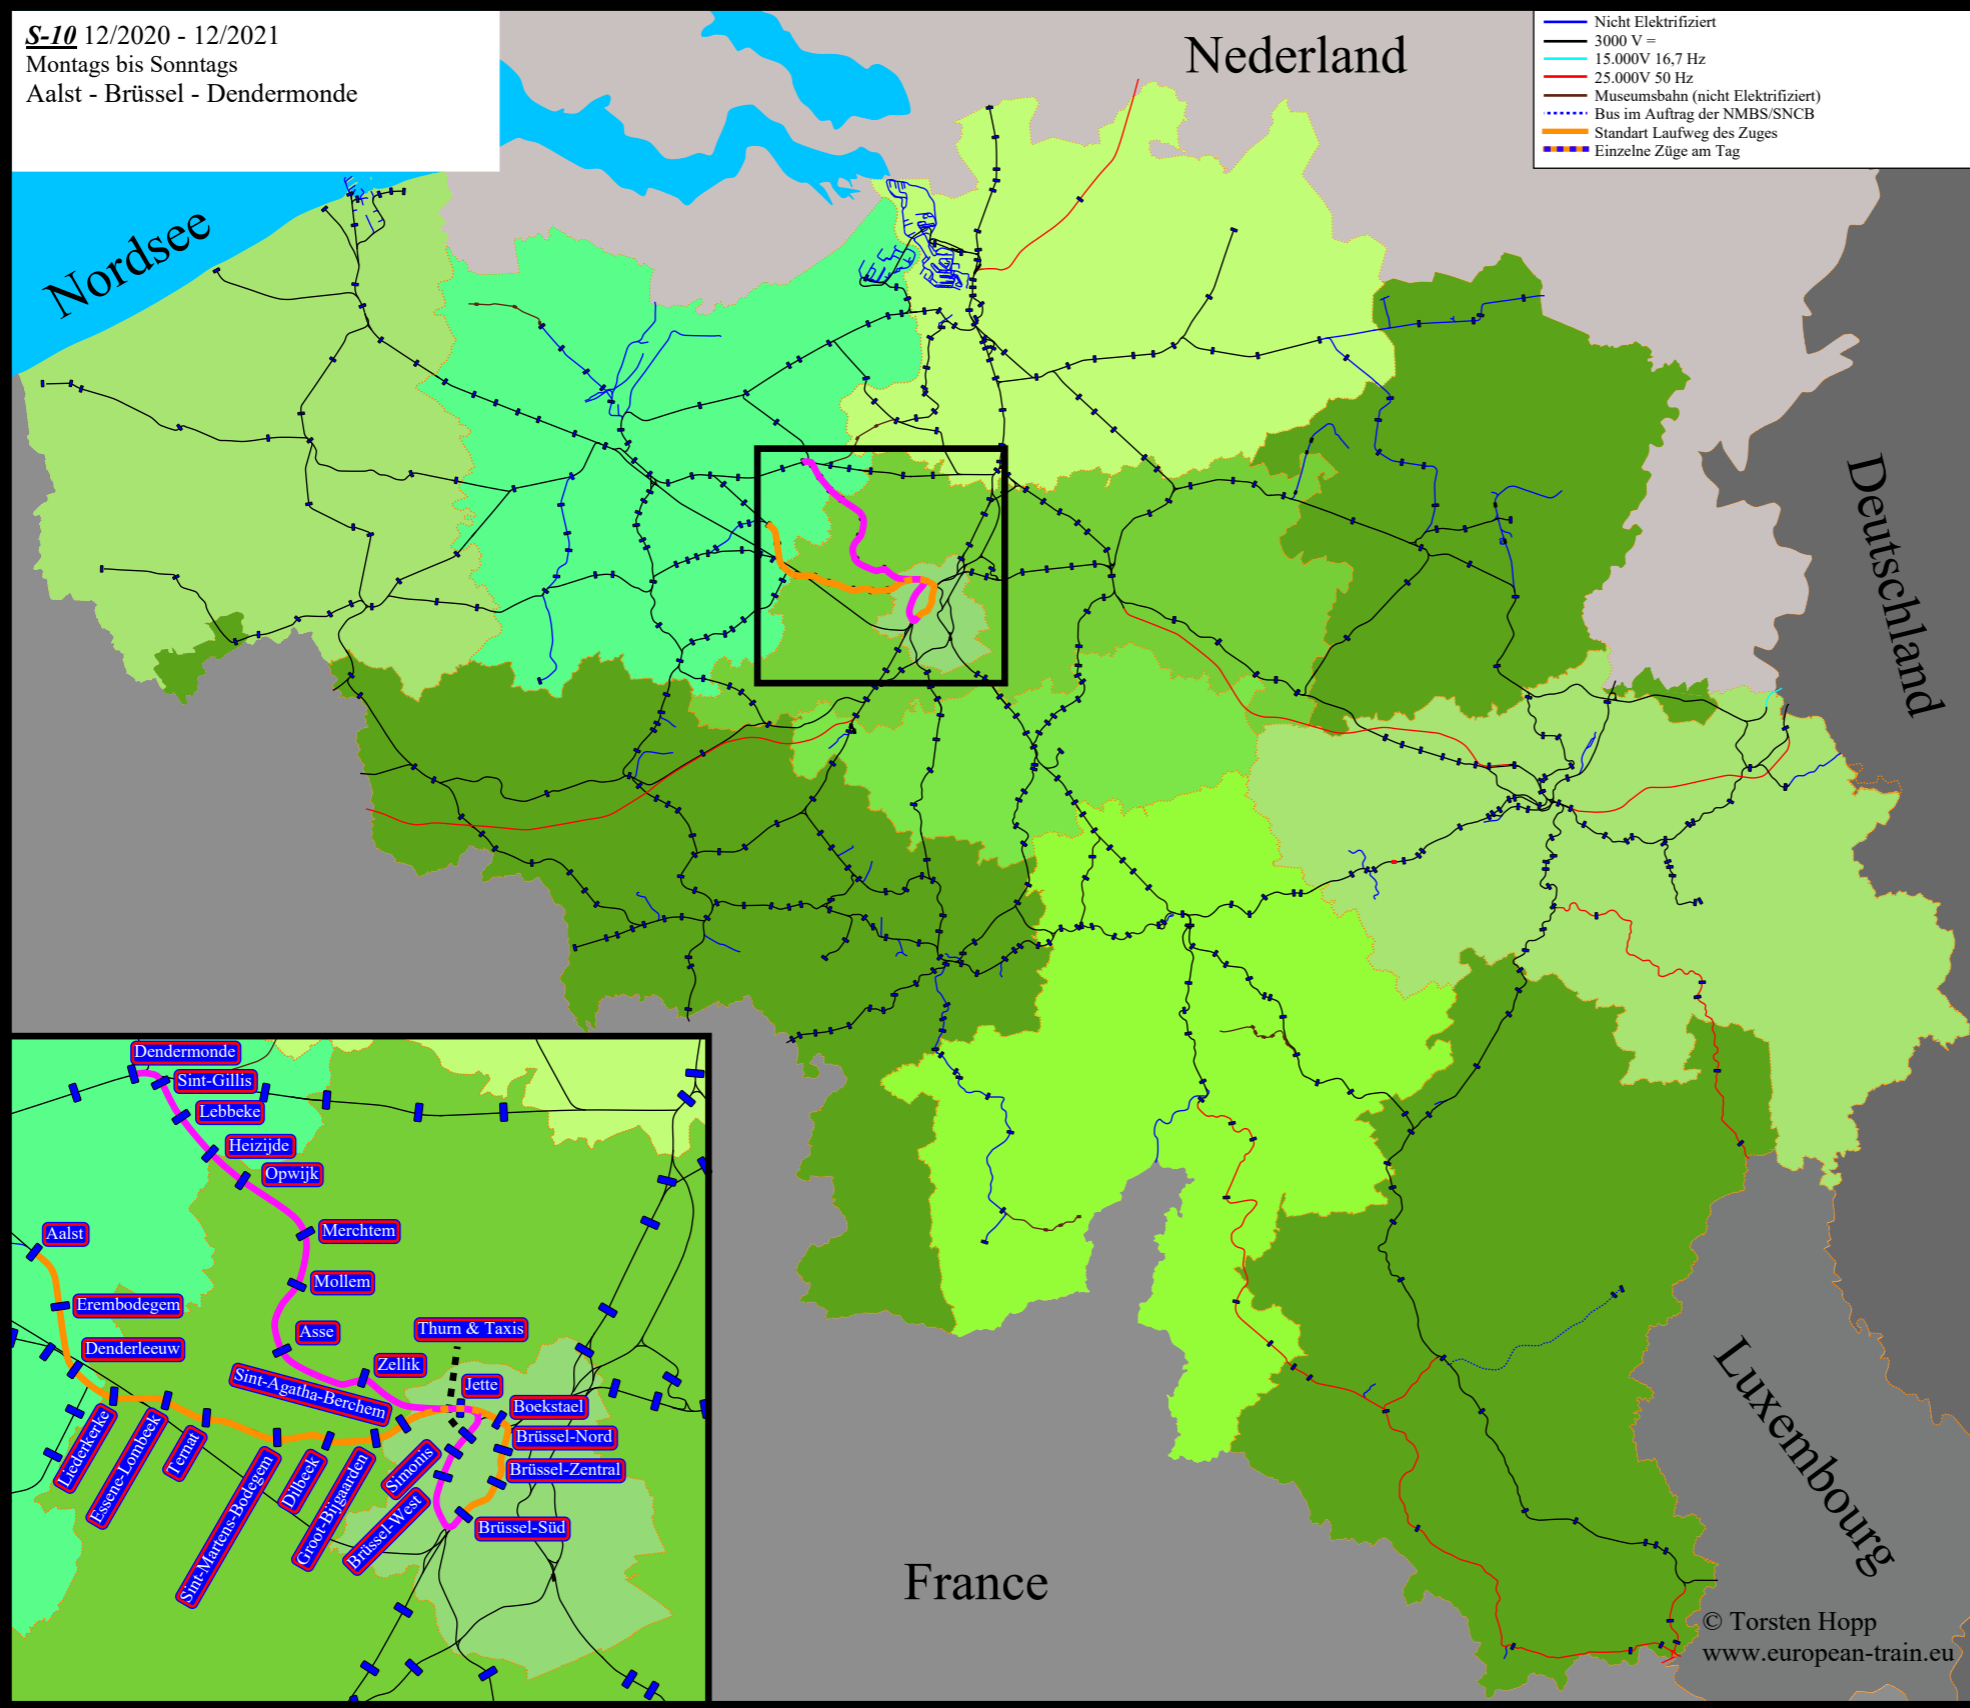 S-10 12/2020 - 12/2021
Montags bis Sonntags
Aalst - Brüssel - Dendermonde
Nicht Elektrifiziert
3000 V =
15.000V 16,7 Hz
25.000V 50 Hz
Museumsbahn (nicht Elektrifiziert)
Bus im Auftrag der NMBS/SNCB
Standart Laufweg des Zuges
Einzelne Züge am Tag
Nederland
Nordsee
Deutschland
Luxembourg
France
Dendermonde
Sint-Gillis
Lebbeke
Heizijde
Opwijk
Merchtem
Aalst
Mollem
Erembodegem
Asse
Thurn & Taxis
Denderleeuw
Zellik
Sint-Agatha-Berchem
Jette
Boekstael
Brüssel-Nord
Brüssel-Zentral
Liederkerke
Essene-Lombeek
Ternat
Sint-Martens-Bodegem
Dilbeek
Groot-Bijgaarden
Simonis
Brüssel-West
Brüssel-Süd
© Torsten Hopp
www.european-train.eu